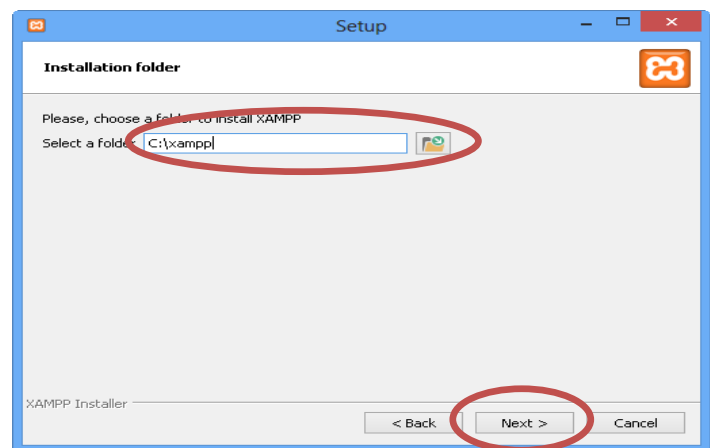 Setup
Installation folder
Please, choose a folder to install XAMPP
Select a folder C:\xampp
XAMPP Installer
< Back Next > Cancel